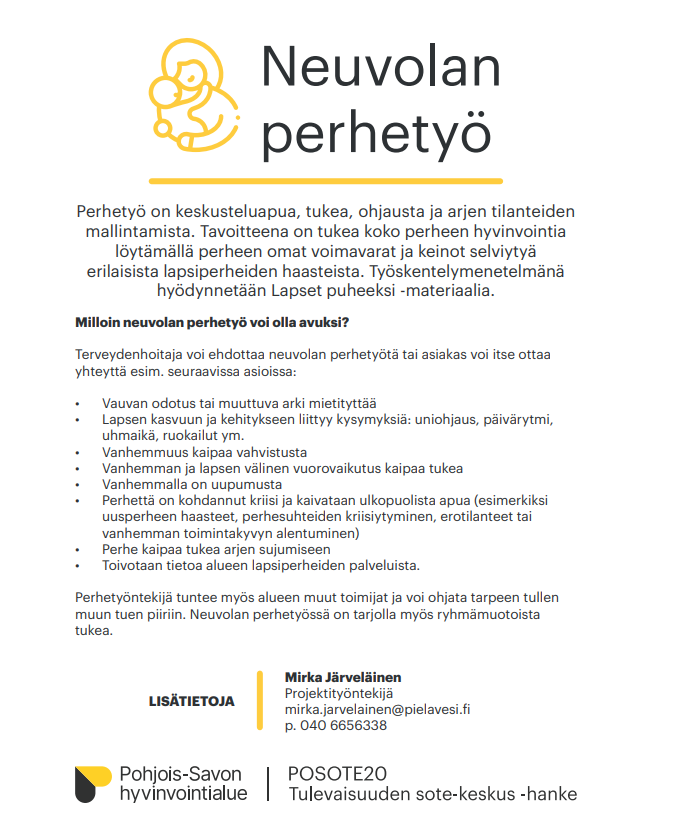 Neuvolan
perhetyö
Perhetyö on keskusteluapua, tukea, ohjausta ja arjen tilanteiden
mallintamista. Tavoitteena on tukea koko perheen hyvinvointia
löytämällä perheen omat voimavarat ja keinot selviytyä
erilaisista lapsiperheiden haasteista. Työskentelymenetelmänä
hyödynnetään Lapset puheeksi -materiaalia.
Milloin neuvolan perhetyö voi olla avuksi?
Terveydenhoitaja voi ehdottaa neuvolan perhetyötä tai asiakas voi itse ottaa
yhteyttä esim. seuraavissa asioissa:
• Vauvan odotus tai muuttuva arki mietityttää
• Lapsen kasvuun ja kehitykseen liittyy kysymyksiä: uniohjaus, päivärytmi,
uhmaikä, ruokailut ym.
• Vanhemmuus kaipaa vahvistusta
• Vanhemman ja lapsen välinen vuorovaikutus kaipaa tukea
• Vanhemmalla on uupumusta
• Perhettä on kohdannut kriisi ja kaivataan ulkopuolista apua (esimerkiksi
uusperheen haasteet, perhesuhteiden kriisiytyminen, erotilanteet tai
vanhemman toimintakyvyn alentuminen)
• Perhe kaipaa tukea arjen sujumiseen
• Toivotaan tietoa alueen lapsiperheiden palveluista.
Perhetyöntekijä tuntee myös alueen muut toimijat ja voi ohjata tarpeen tullen
muun tuen piiriin. Neuvolan perhetyössä on tarjolla myös ryhmämuotoista
tukea.
LISÄTIETOJA
Mirka Järveläinen
Projektityöntekijä
mirka.jarvelainen@pielavesi.fi
p. 040 6656338
Pohjois-Savon
hyvinvointialue
POSOTE20
Tulevaisuuden sote-keskus -hanke